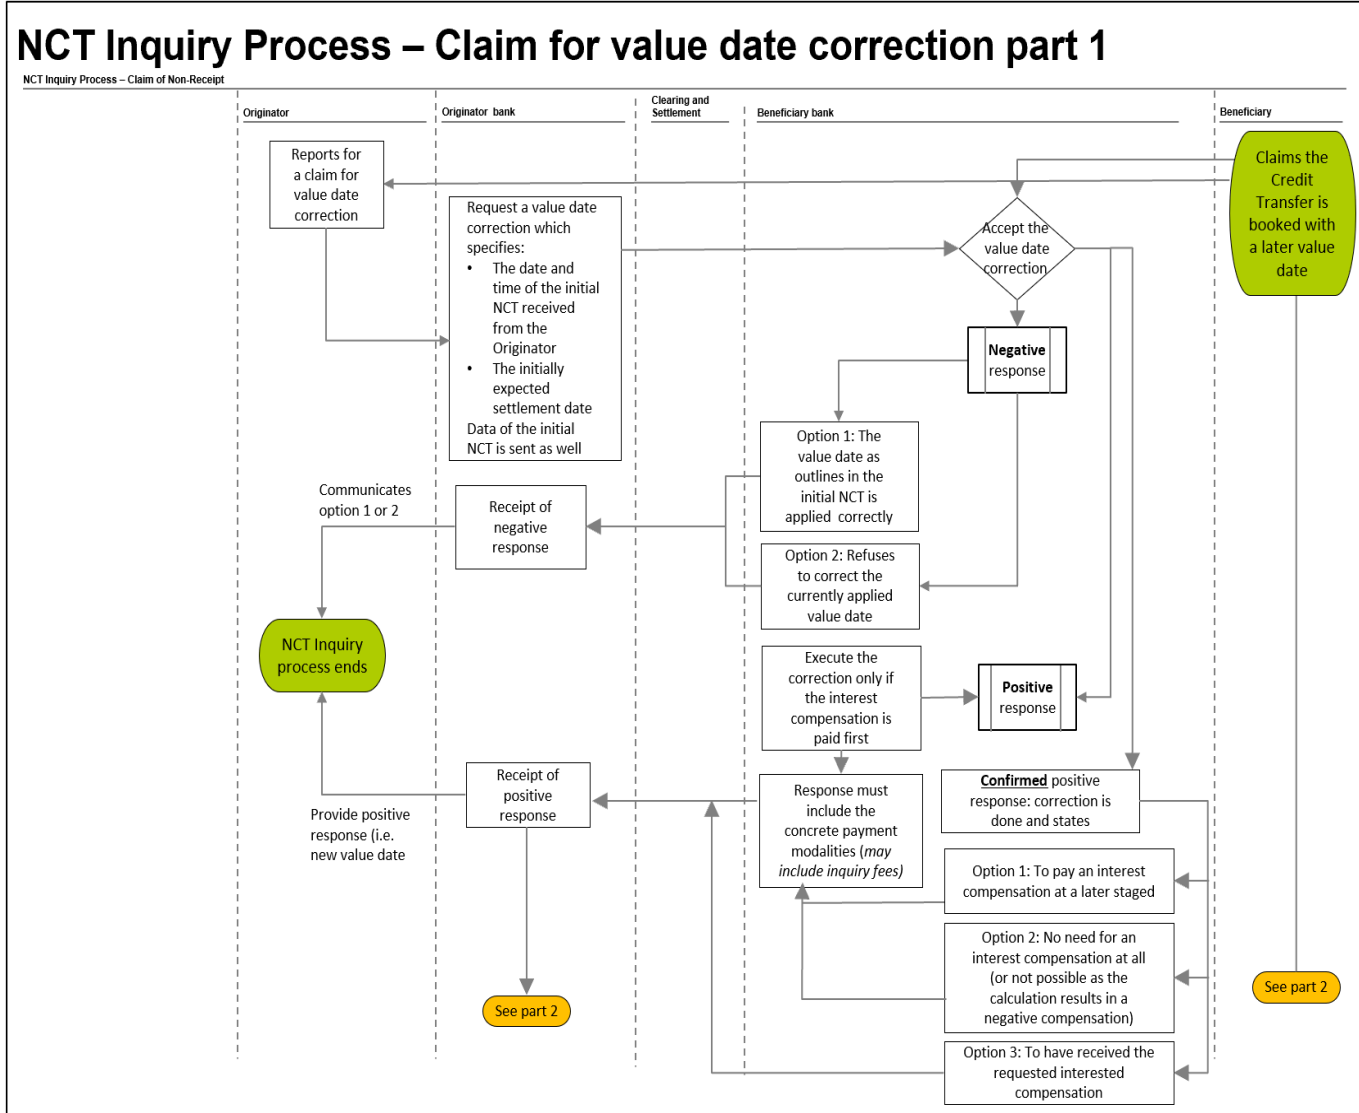 NCT Inquiry Process – Claim for value date correction part 1
NCT Inquiry Process – Claim of Non-Receipt
Originator
Originator bank
Clearing and
Settlement
Beneficiary bank
Beneficiary
Reports for
a claim for
value date
correction
Request a value date
correction which
specifies:
• The date and
time of the initial
NCT received
from the
Originator
• The initially
expected
settlement date
Data of the initial
NCT is sent as well
Accept the
value date
correction
Claims the
Credit
Transfer is
booked with
a later value
date
Negative
response
Option 1: The
value date as
outlines in the
initial NCT is
applied correctly
Communicates
option 1 or 2
Receipt of
negative
response
Option 2: Refuses
to correct the
currently applied
value date
NCT Inquiry
process ends
Execute the
correction only if
the interest
compensation is
paid first
Positive
response
Receipt of
positive
response
Provide positive
response (i.e.
new value date
Response must
include the
concrete payment
modalities (may
include inquiry fees)
Confirmed positive
response: correction is
done and states
Option 1: To pay an interest
compensation at a later staged
Option 2: No need for an
interest compensation at all
(or not possible as the
calculation results in a
negative compensation)
See part 2
See part 2
Option 3: To have received the
requested interested
compensation